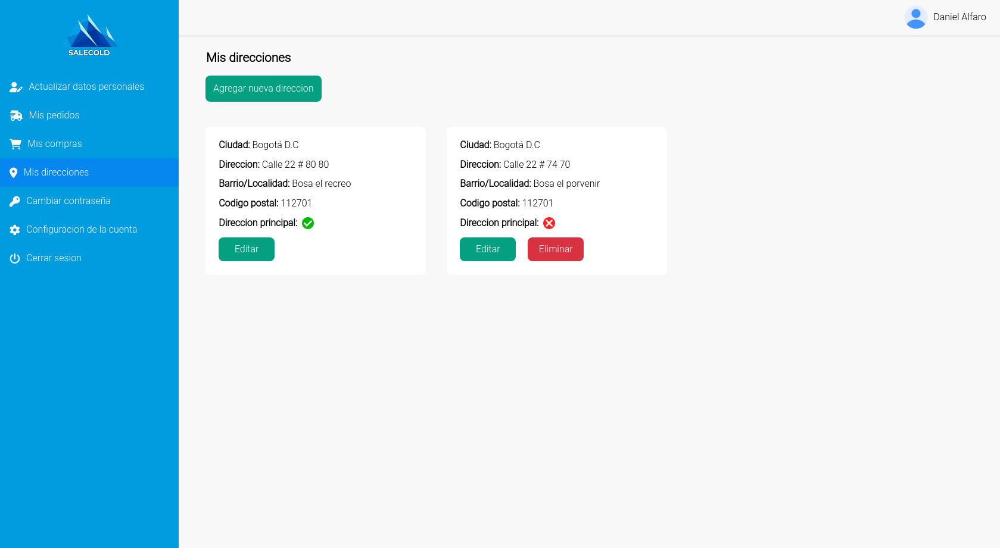 SALECOLD
Actualizar datos personales
Mis pedidos
Mis compras
Mis direcciones
Cambiar contraseña
Configuracion de la cuenta
Cerrar sesion
Daniel Alfaro
Mis direcciones
Agregar nueva direccion
Ciudad: Bogotá D.C
Direccion: Calle 22 # 80 80
Barrio/Localidad: Bosa el recreo
Codigo postal: 112701
Direccion principal:
Editar
Ciudad: Bogotá D.C
Direccion: Calle 22 # 74 70
Barrio/Localidad: Bosa el porvenir
Codigo postal: 112701
Direccion principal:
Editar Eliminar